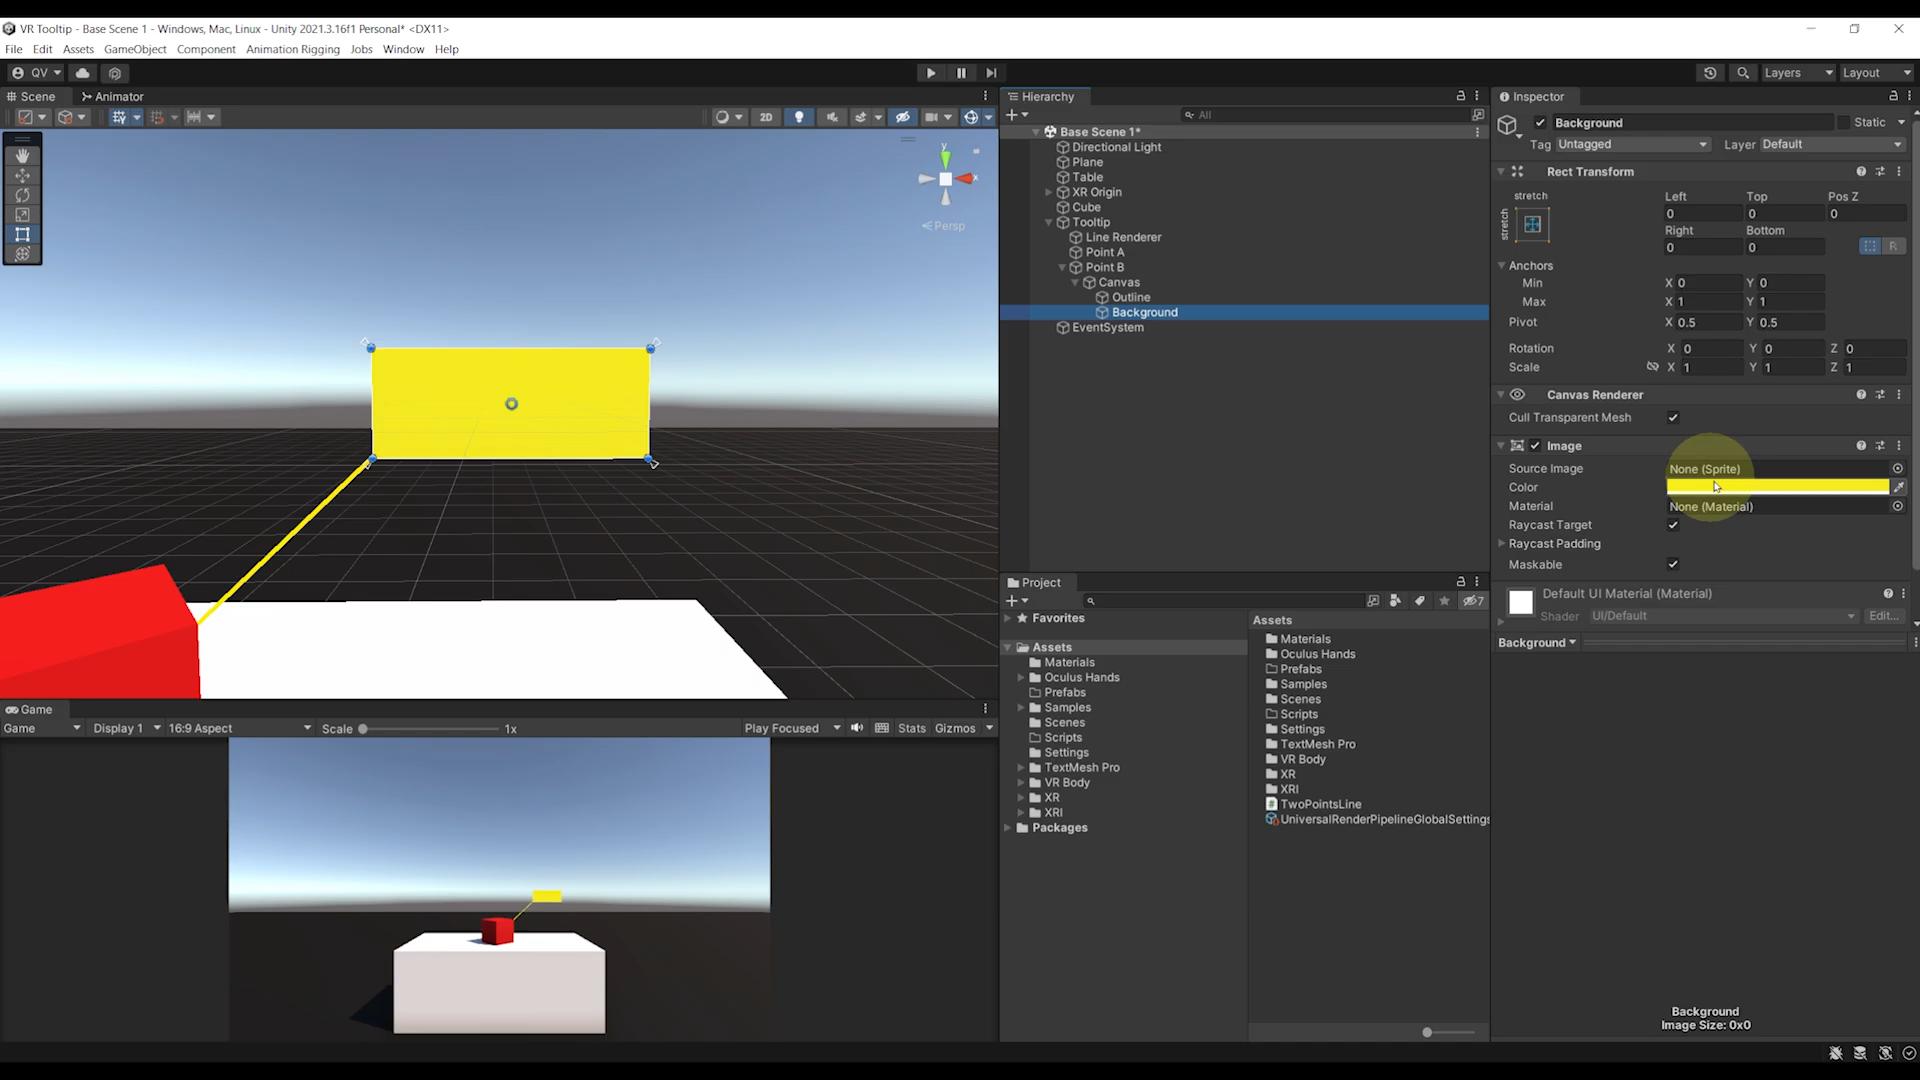 VR Tooltip - Base Scene 1 - Windows, Mac, Linux - Unity 2021.3.16f1 Personal* <DX11>
File Edit Assets GameObject Component Animation Rigging Jobs Window Help
QV Layers Layout
Scene Animator
2D
y
x
Persp
Game
Game Display 1 16:9 Aspect Scale 1x Play Focused Stats Gizmos
Hierarchy
All
Base Scene 1*
Directional Light
Plane
Table
XR Origin
Cube
Tooltip
Line Renderer
Point A
Point B
Canvas
Outline
Background
EventSystem
Project
7
Favorites
Assets
Materials
Oculus Hands
Prefabs
Samples
Scenes
Scripts
Settings
TextMesh Pro
VR Body
XR
XRI
Packages
Assets
Materials
Oculus Hands
Prefabs
Samples
Scenes
Scripts
Settings
TextMesh Pro
VR Body
XR
XRI
TwoPointsLine
UniversalRenderPipelineGlobalSettings
Inspector
Background Static
Tag Untagged Layer Default
Rect Transform
stretch Left Top Pos Z
stretch 0 0 0
Right Bottom
0 0 R
Anchors
Min X 0 Y 0
Max X 1 Y 1
Pivot X 0.5 Y 0.5
Rotation X 0 Y 0 Z 0
Scale X 1 Y 1 Z 1
Canvas Renderer
Cull Transparent Mesh
Image
Source Image None (Sprite)
Color
Material None (Material)
Raycast Target
Raycast Padding
Maskable
Default UI Material (Material)
Shader UI/Default Edit...
Background
Background
Image Size: 0x0